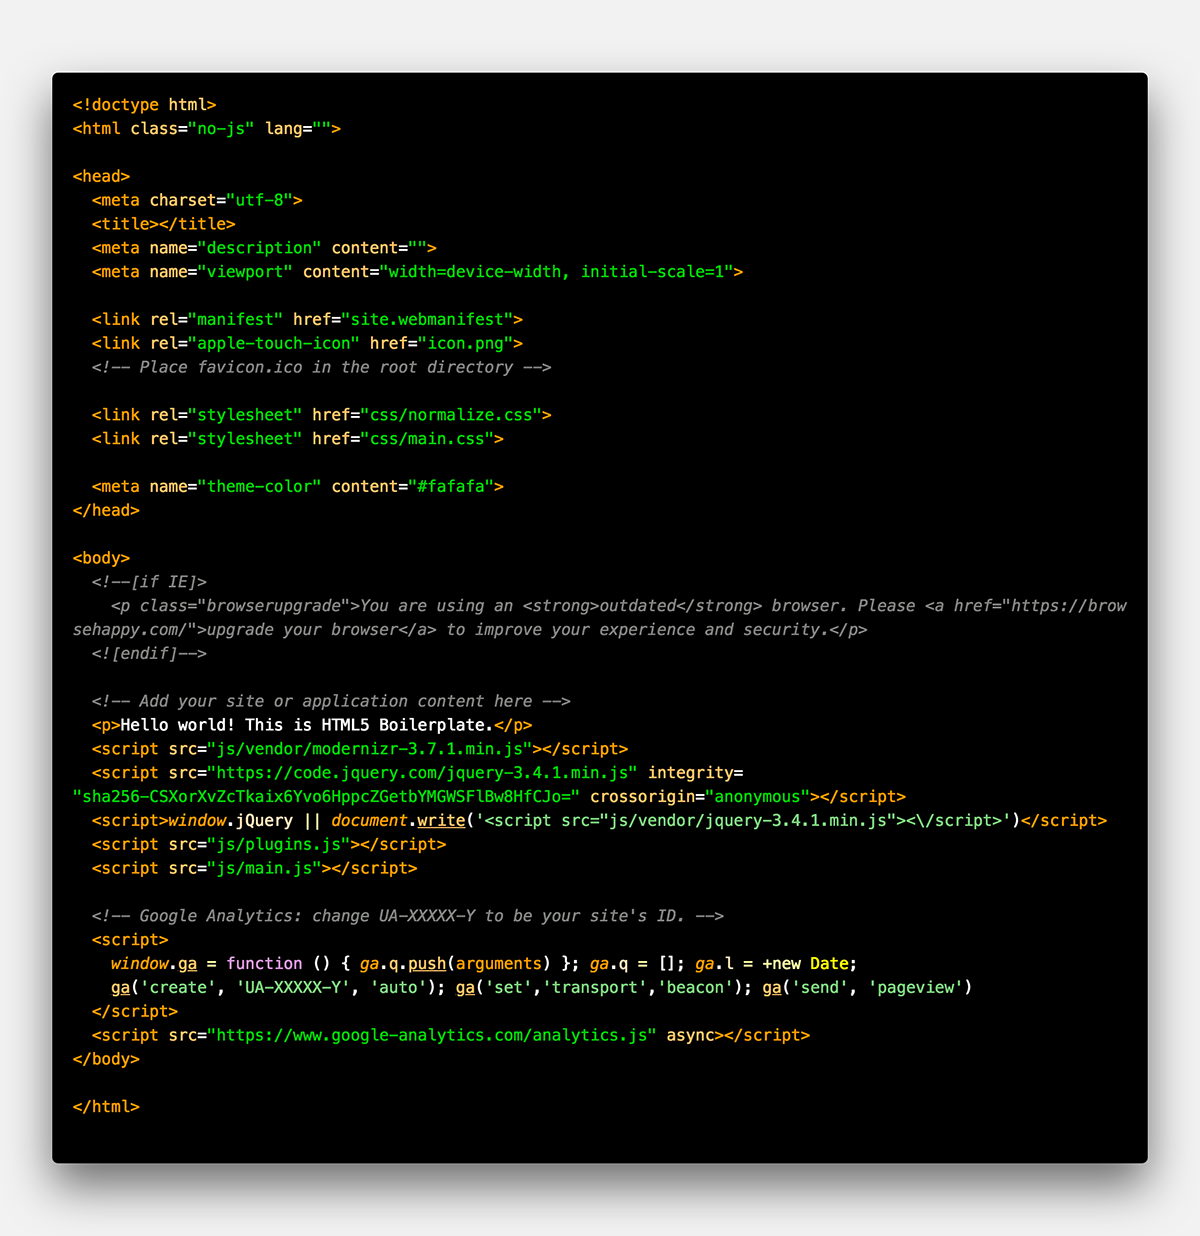 <!doctype html>
<html class="no-js" lang="">
<head>
<meta charset="utf-8">
<title></title>
<meta name="description" content="">
<meta name="viewport" content="width=device-width, initial-scale=1">
<link rel="manifest" href="site.webmanifest">
<link rel="apple-touch-icon" href="icon.png">
<!-- Place favicon.ico in the root directory -->
<link rel="stylesheet" href="css/normalize.css">
<link rel="stylesheet" href="css/main.css">
<meta name="theme-color" content="#fafafa">
</head>
<body>
<!--[if IE]>
<p class="browserupgrade">You are using an <strong>outdated</strong> browser. Please <a href="https://brow
sehappy.com/">upgrade your browser</a> to improve your experience and security.</p>
<![endif]-->
<!-- Add your site or application content here -->
<p>Hello world! This is HTML5 Boilerplate.</p>
<script src="js/vendor/modernizr-3.7.1.min.js"></script>
<script src="https://code.jquery.com/jquery-3.4.1.min.js" integrity=
"sha256-CSXorXvZcTkaix6Yvo6HppcZGetbYMGWSFlBw8HfCJo=" crossorigin="anonymous"></script>
<script>window.jQuery || document.write('<script src="js/vendor/jquery-3.4.1.min.js"><\/script>')</script>
<script src="js/plugins.js"></script>
<script src="js/main.js"></script>
<!-- Google Analytics: change UA-XXXXX-Y to be your site's ID. -->
<script>
window.ga = function () { ga.q.push(arguments) }; ga.q = []; ga.l = +new Date;
ga('create', 'UA-XXXXX-Y', 'auto'); ga('set','transport','beacon'); ga('send', 'pageview')
</script>
<script src="https://www.google-analytics.com/analytics.js" async></script>
</body>
</html>